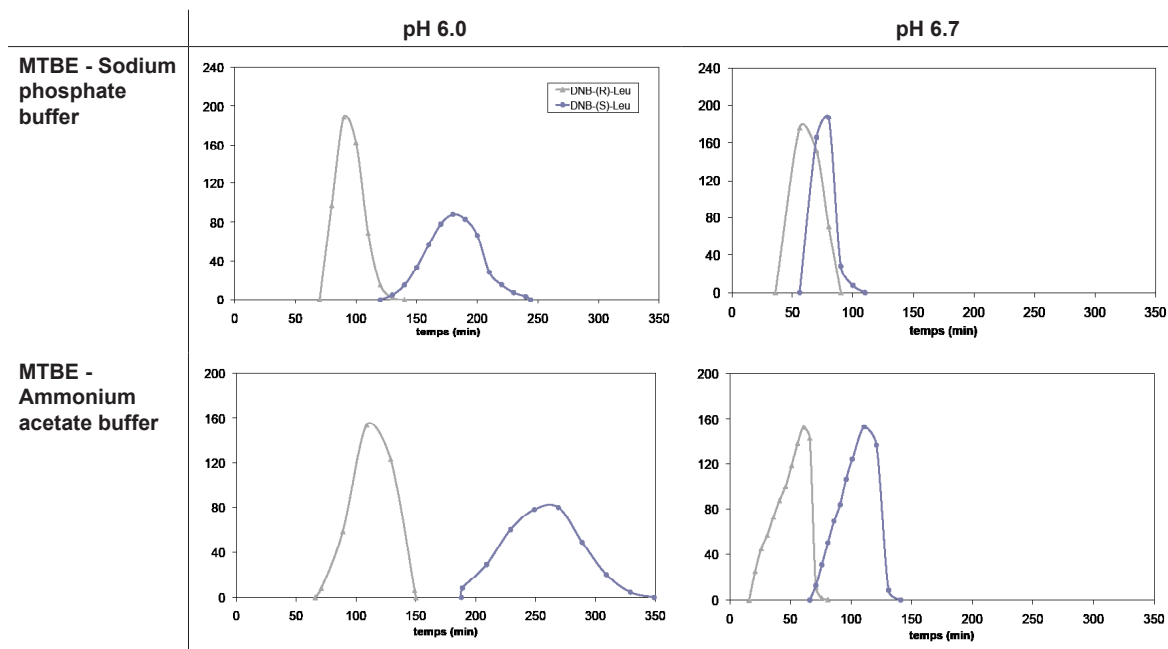 pH 6.0
pH 6.7
MTBE - Sodium
phosphate
buffer
240
200
160
120
80
40
0
0 50 100 150 200 250 300 350
temps (min)
DNB-(R)-Leu
DNB-(S)-Leu
240
200
160
120
80
40
0
0 50 100 150 200 250 300 350
temps (min)
MTBE -
Ammonium
acetate buffer
200
160
120
80
40
0
0 50 100 150 200 250 300 350
temps (min)
200
160
120
80
40
0
0 50 100 150 200 250 300 350
temps (min)